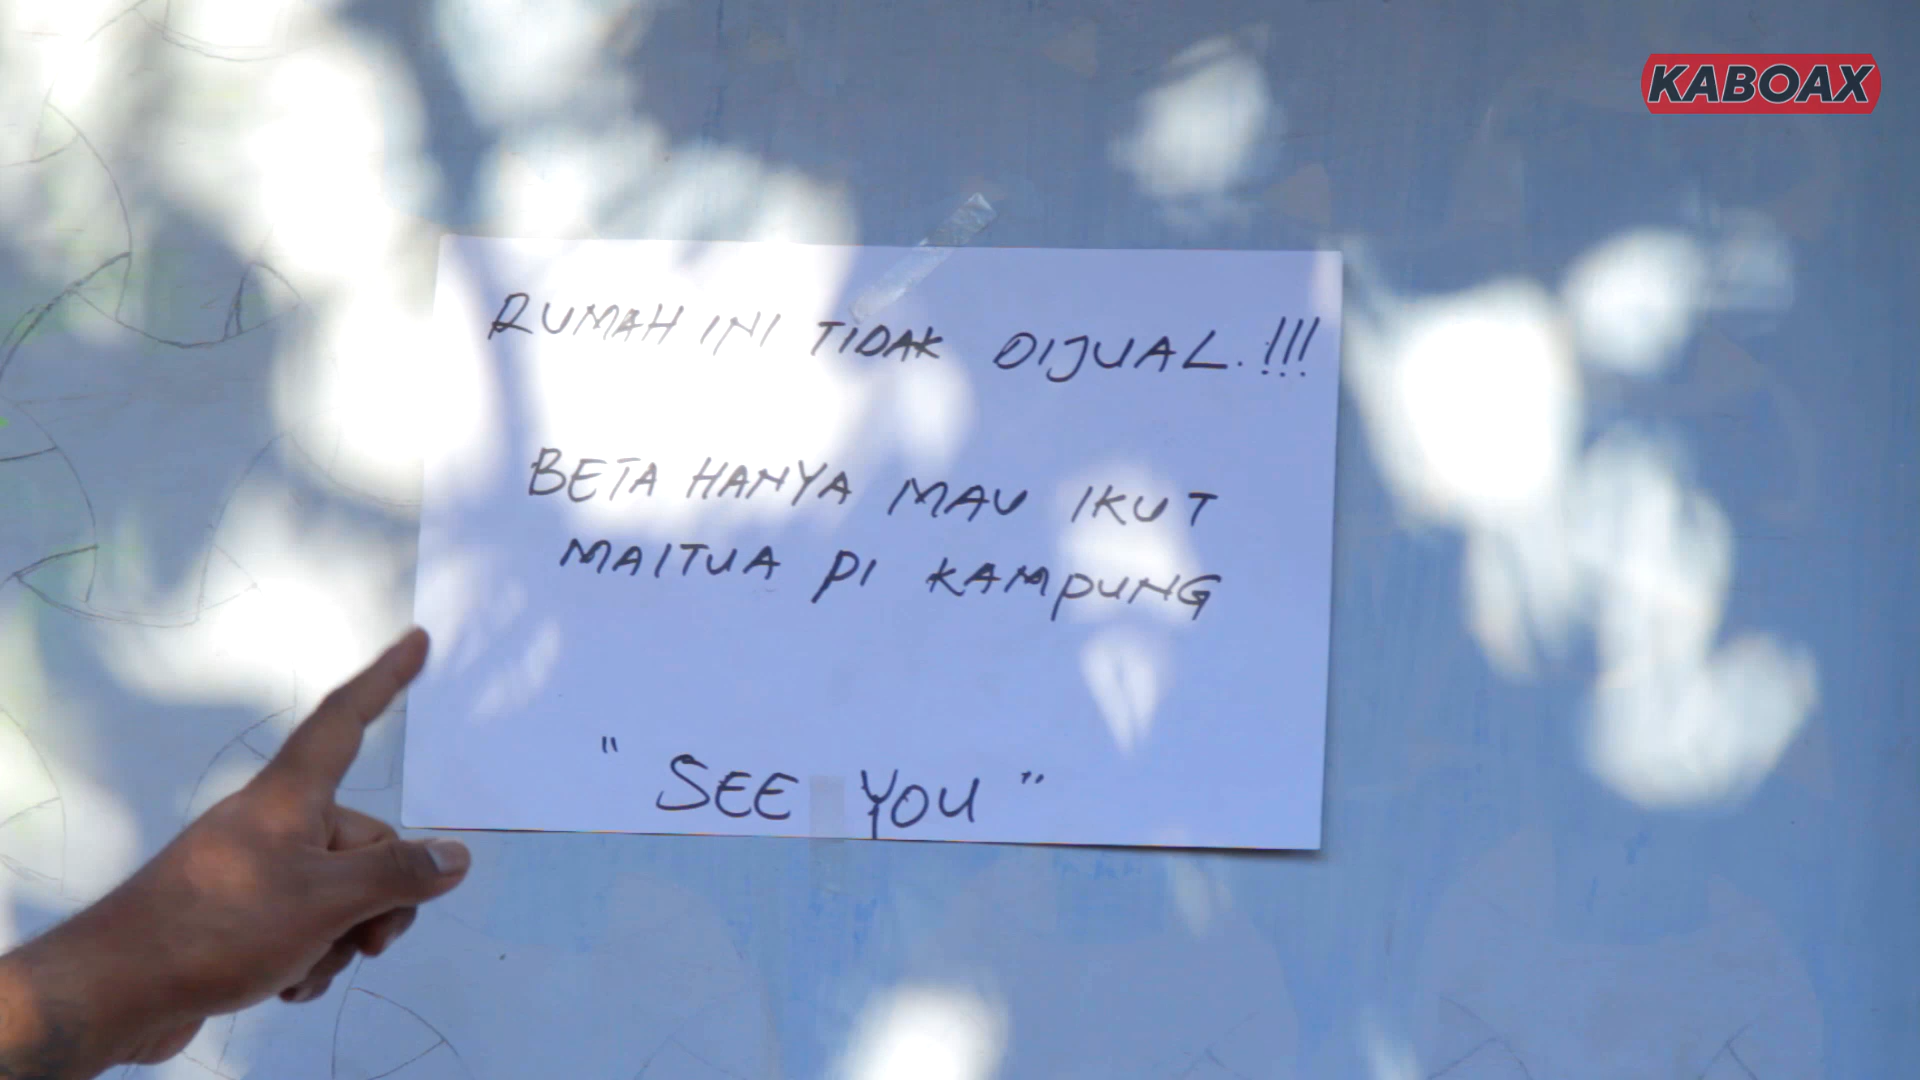 KABOAX
RUMAH INI TIDAK DIJUAL.!!!
BETA HANYA MAU IKUT
MAITUA PI KAMPUNG
" SEE YOU "